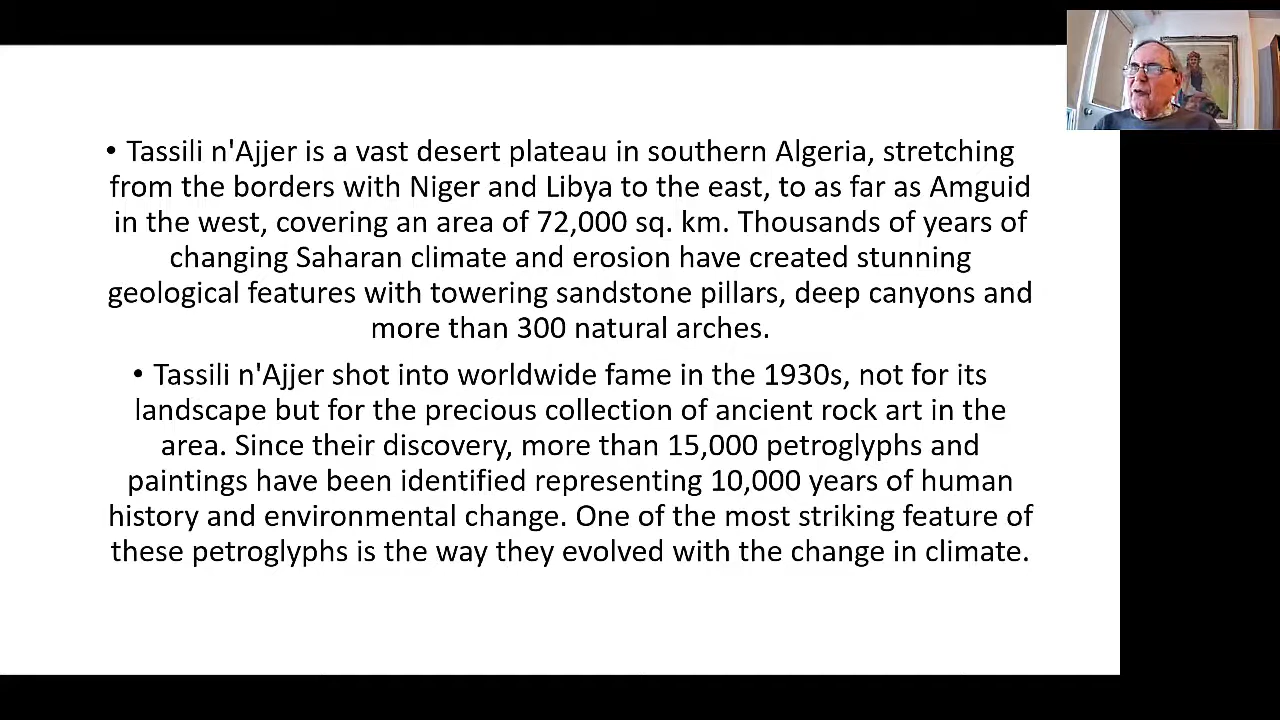 • Tassili n'Ajjer is a vast desert plateau in southern Algeria, stretching
from the borders with Niger and Libya to the east, to as far as Amguid
in the west, covering an area of 72,000 sq. km. Thousands of years of
changing Saharan climate and erosion have created stunning
geological features with towering sandstone pillars, deep canyons and
more than 300 natural arches.
• Tassili n'Ajjer shot into worldwide fame in the 1930s, not for its
landscape but for the precious collection of ancient rock art in the
area. Since their discovery, more than 15,000 petroglyphs and
paintings have been identified representing 10,000 years of human
history and environmental change. One of the most striking feature of
these petroglyphs is the way they evolved with the change in climate.